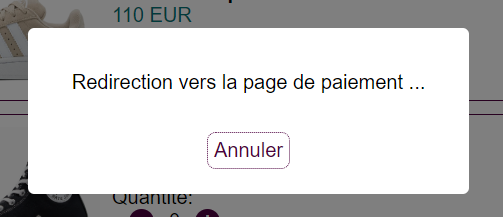 110 EUR
Redirection vers la page de paiement ...
Annuler
Quantité: